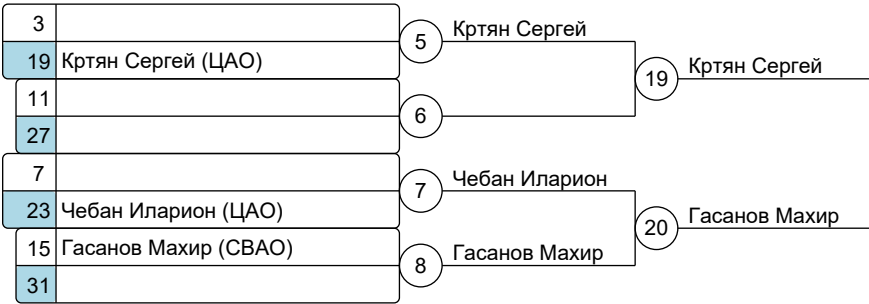 3
19 Кртян Сергей (ЦАО)
5 Кртян Сергей
19 Кртян Сергей
11
27
6
7
23 Чебан Иларион (ЦАО)
7 Чебан Иларион
20 Гасанов Махир
15 Гасанов Махир (СВАО)
31
8 Гасанов Махир